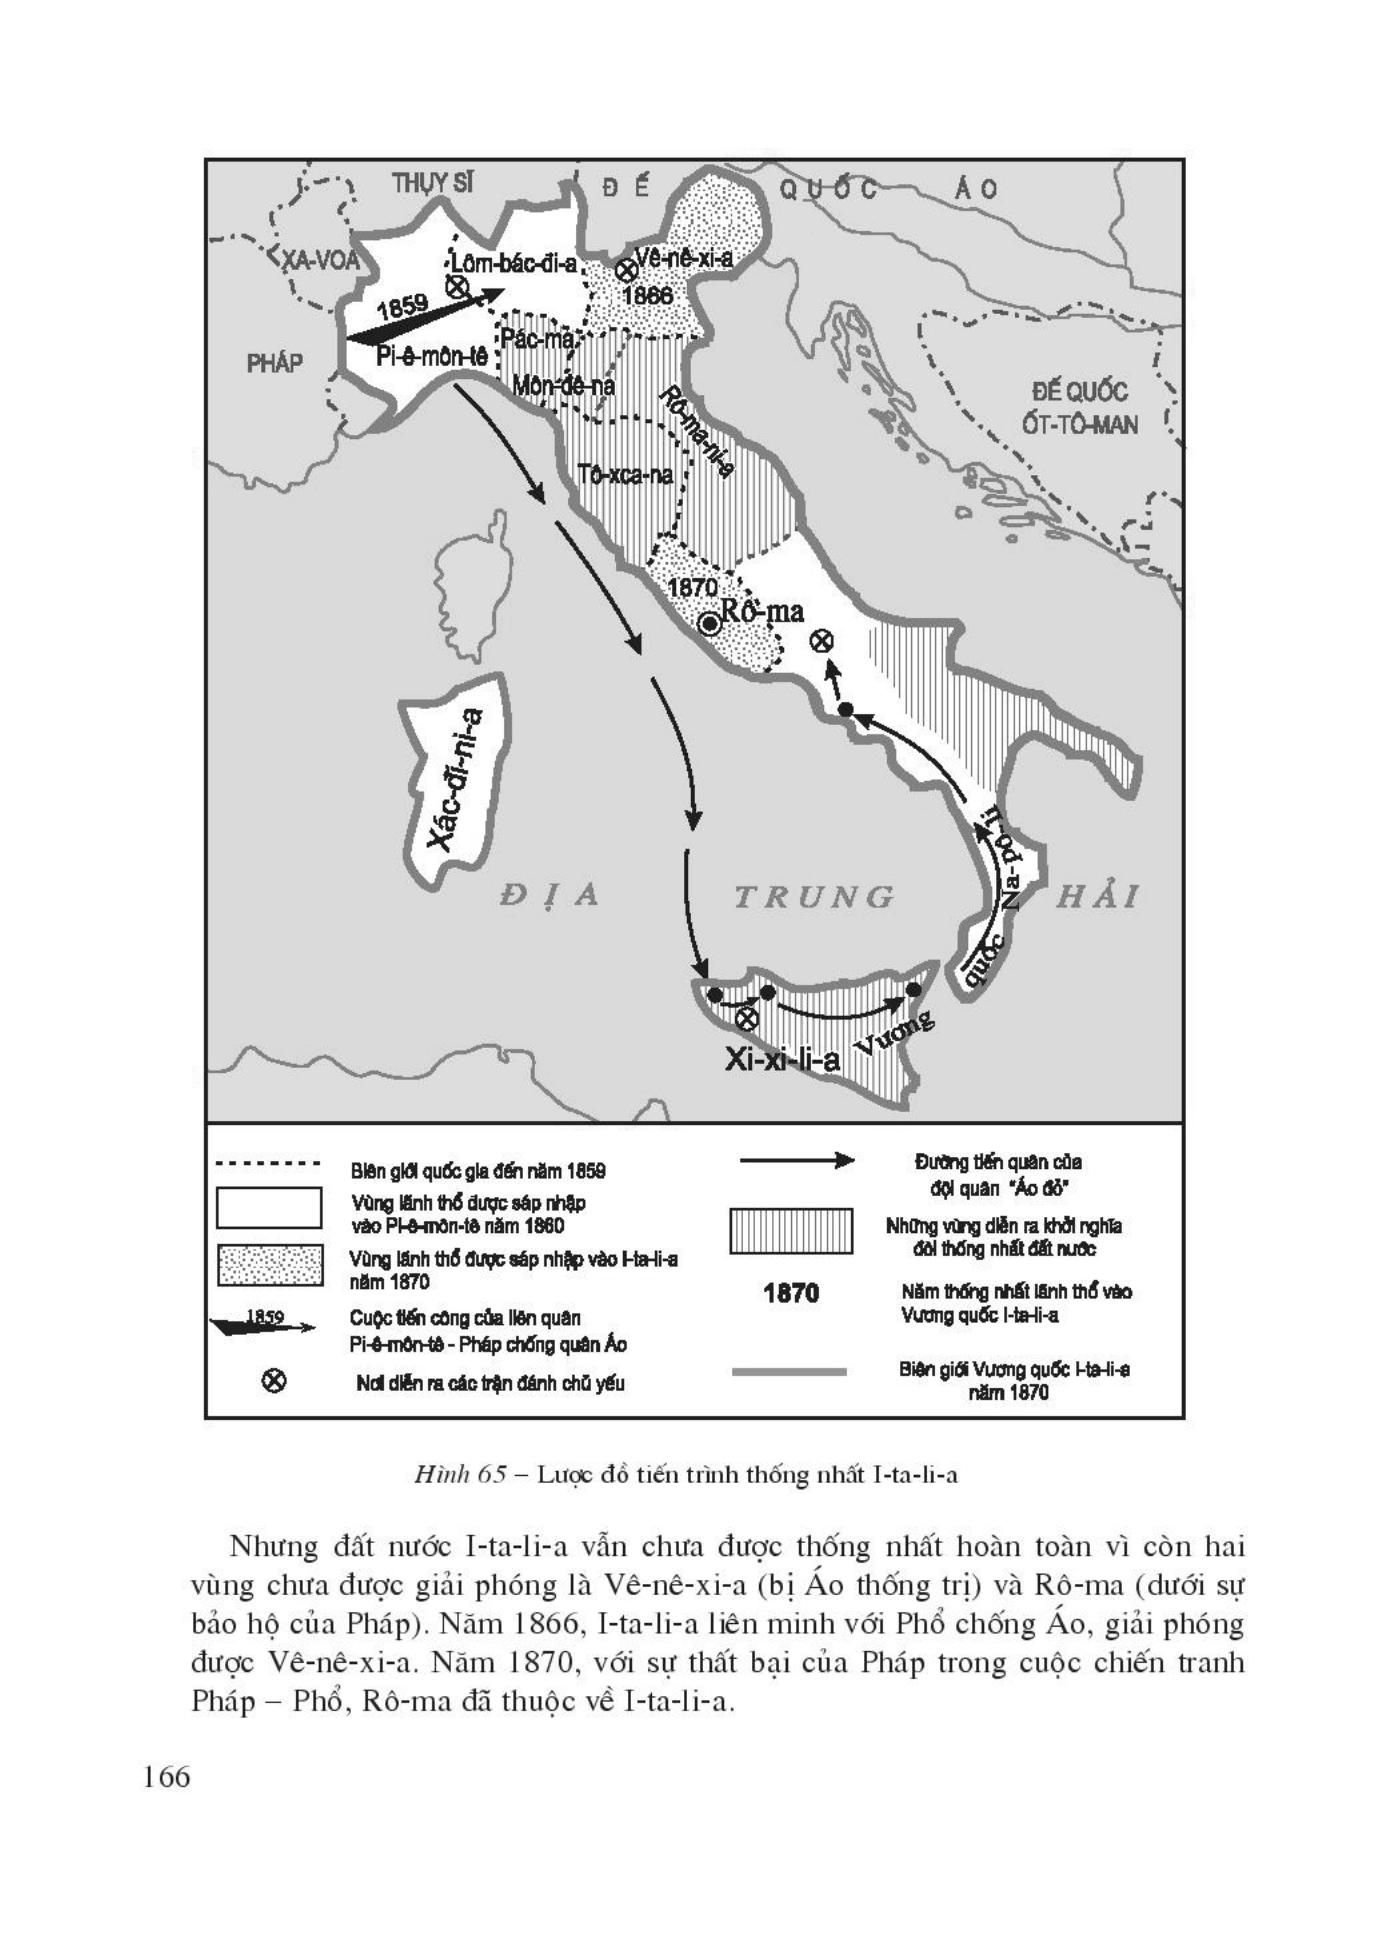 THỤY SĨ
ĐẾ QUỐC ÁO
XA-VOA
Lôm-bác-đi-a
Vê-nê-xi-a
1866
1859
Pi-ê-môn-tê
Pác-ma
PHÁP
Môn-đê-na
Rô-ma-ni-a
ĐẾ QUỐC
ỐT-TÔ-MAN
Tô-xca-na
1870
Rô-ma
Xác-đi-ni-a
ĐỊA TRUNG HẢI
Vương quốc Na-pô-li
Xi-xi-li-a
Biên giới quốc gia đến năm 1859
Vùng lãnh thổ được sáp nhập
vào Pi-ê-môn-tê năm 1860
Vùng lãnh thổ được sáp nhập vào I-ta-li-a
năm 1870
1859
Cuộc tiến công của liên quân
Pi-ê-môn-tê - Pháp chống quân Áo
Nơi diễn ra các trận đánh chủ yếu
Đường tiến quân của
đội quân "Áo đỏ"
Những vùng diễn ra khởi nghĩa
đòi thống nhất đất nước
1870
Năm thống nhất lãnh thổ vào
Vương quốc I-ta-li-a
Biên giới Vương quốc I-ta-li-a
năm 1870
Hình 65 – Lược đồ tiến trình thống nhất I-ta-li-a
Nhưng đất nước I-ta-li-a vẫn chưa được thống nhất hoàn toàn vì còn hai
vùng chưa được giải phóng là Vê-nê-xi-a (bị Áo thống trị) và Rô-ma (dưới sự
bảo hộ của Pháp). Năm 1866, I-ta-li-a liên minh với Phổ chống Áo, giải phóng
được Vê-nê-xi-a. Năm 1870, với sự thất bại của Pháp trong cuộc chiến tranh
Pháp – Phổ, Rô-ma đã thuộc về I-ta-li-a.
166